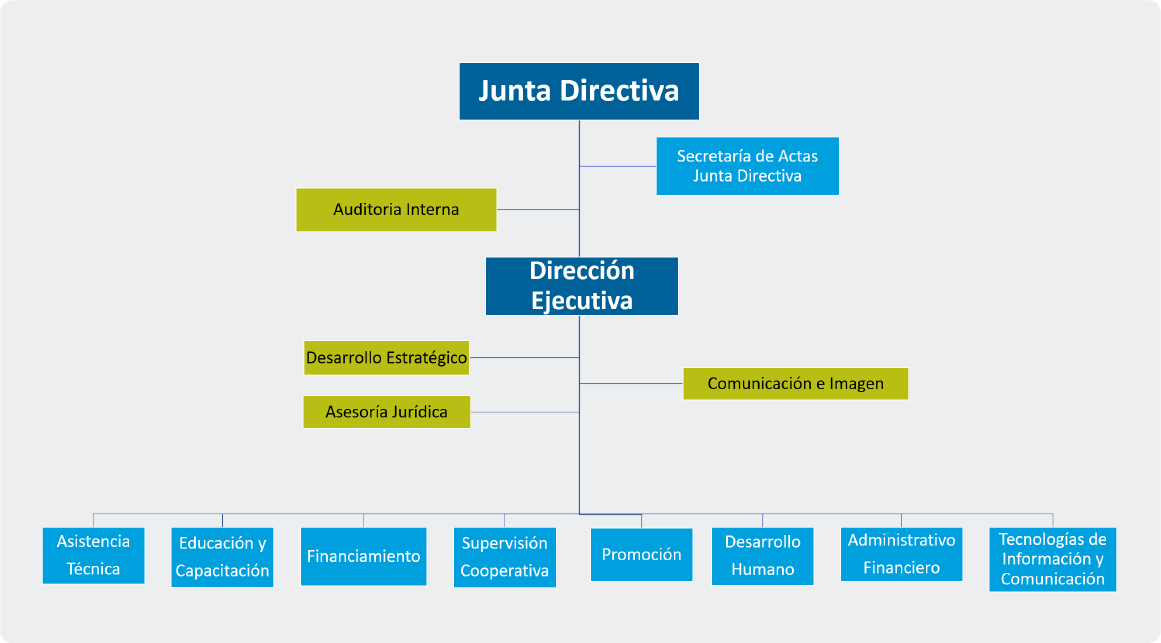 Junta Directiva
Secretaría de Actas
Junta Directiva
Auditoria Interna
Dirección
Ejecutiva
Desarrollo Estratégico
Comunicación e Imagen
Asesoría Jurídica
Asistencia
Técnica
Educación y
Capacitación
Financiamiento
Supervisión
Cooperativa
Promoción
Desarrollo
Humano
Administrativo
Financiero
Tecnologías de
Información y
Comunicación